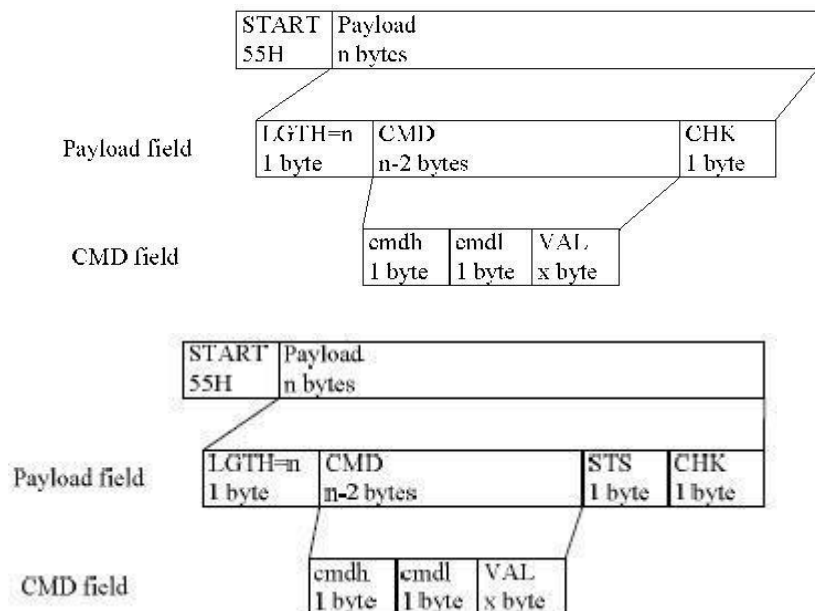 START Payload
55H n bytes
Payload field
LGTH=n CMD CHK
1 byte n-2 bytes 1 byte
CMD field
cmdh cmdl VAL
1 byte 1 byte x byte
START Payload
55H n bytes
Payload field
LGTH=n CMD STS CHK
1 byte n-2 bytes 1 byte 1 byte
CMD field
cmdh cmdl VAL
1 byte 1 byte x byte